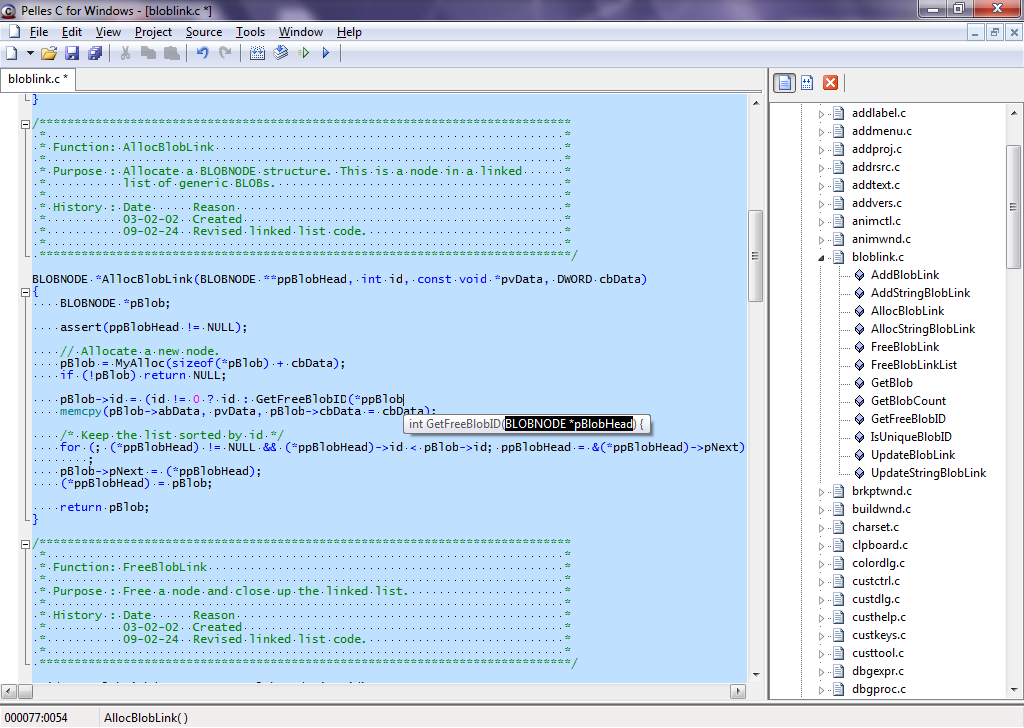 Pelles C for Windows - [bloblink.c *]
File Edit View Project Source Tools Window Help
bloblink.c *
}
/****************************************************************************
* *
* Function: AllocBlobLink *
* *
* Purpose : Allocate a BLOBNODE structure. This is a node in a linked *
* list of generic BLOBs. *
* *
* History : Date Reason *
* 03-02-02 Created *
* 09-02-24 Revised linked list code. *
* *
****************************************************************************/
BLOBNODE *AllocBlobLink(BLOBNODE **ppBlobHead, int id, const void *pvData, DWORD cbData)
{
BLOBNODE *pBlob;
assert(ppBlobHead != NULL);
// Allocate a new node.
pBlob = MyAlloc(sizeof(*pBlob) + cbData);
if (!pBlob) return NULL;
pBlob->id = (id != 0 ? id : GetFreeBlobID(*ppBlob
memcpy(pBlob->abData, pvData, pBlob->cbData = cbData);
int GetFreeBlobID(BLOBNODE *pBlobHead) {
/* Keep the list sorted by id */
for (; (*ppBlobHead) != NULL && (*ppBlobHead)->id < pBlob->id; ppBlobHead = &(*ppBlobHead)->pNext)
;
pBlob->pNext = (*ppBlobHead);
(*ppBlobHead) = pBlob;
return pBlob;
}
/****************************************************************************
* *
* Function: FreeBlobLink *
* *
* Purpose : Free a node and close up the linked list. *
* *
* History : Date Reason *
* 03-02-02 Created *
* 09-02-24 Revised linked list code. *
* *
****************************************************************************/
addlabel.c
addmenu.c
addproj.c
addrsrc.c
addtext.c
addvers.c
animctl.c
animwnd.c
bloblink.c
AddBlobLink
AddStringBlobLink
AllocBlobLink
AllocStringBlobLink
FreeBlobLink
FreeBlobLinkList
GetBlob
GetBlobCount
GetFreeBlobID
IsUniqueBlobID
UpdateBlobLink
UpdateStringBlobLink
brkptwnd.c
buildwnd.c
charset.c
clpboard.c
colordlg.c
custctrl.c
custdlg.c
custhelp.c
custkeys.c
custtool.c
dbgexpr.c
dbgproc.c
000077:0054 AllocBlobLink( )